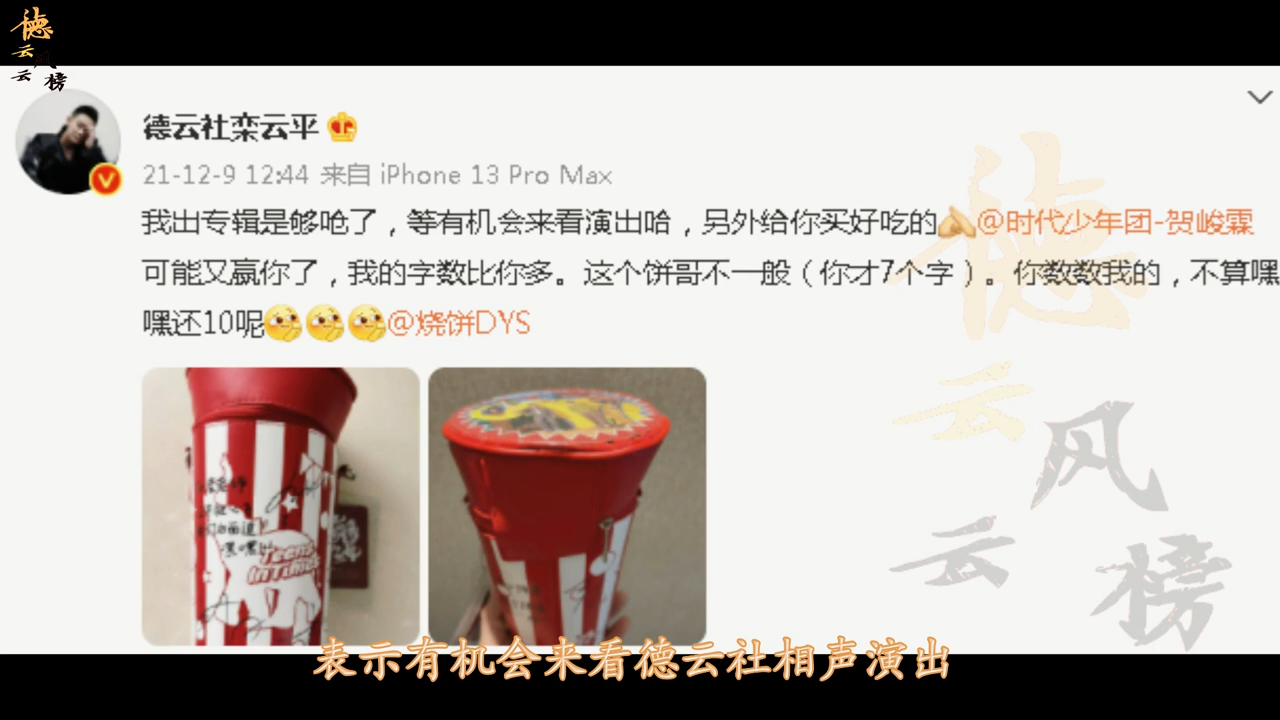 德
云风
云榜
德云社栾云平
21-12-9 12:44 来自 iPhone 13 Pro Max
我出专辑是够呛了，等有机会来看演出哈，另外给你买好吃的@时代少年团-贺峻霖
可能又赢你了，我的字数比你多。这个饼哥不一般（你才7个字）。你数数我的，不算嘿
嘿还10呢@烧饼DYS
Teens
in Times
德
云风
云榜
表示有机会来看德云社相声演出